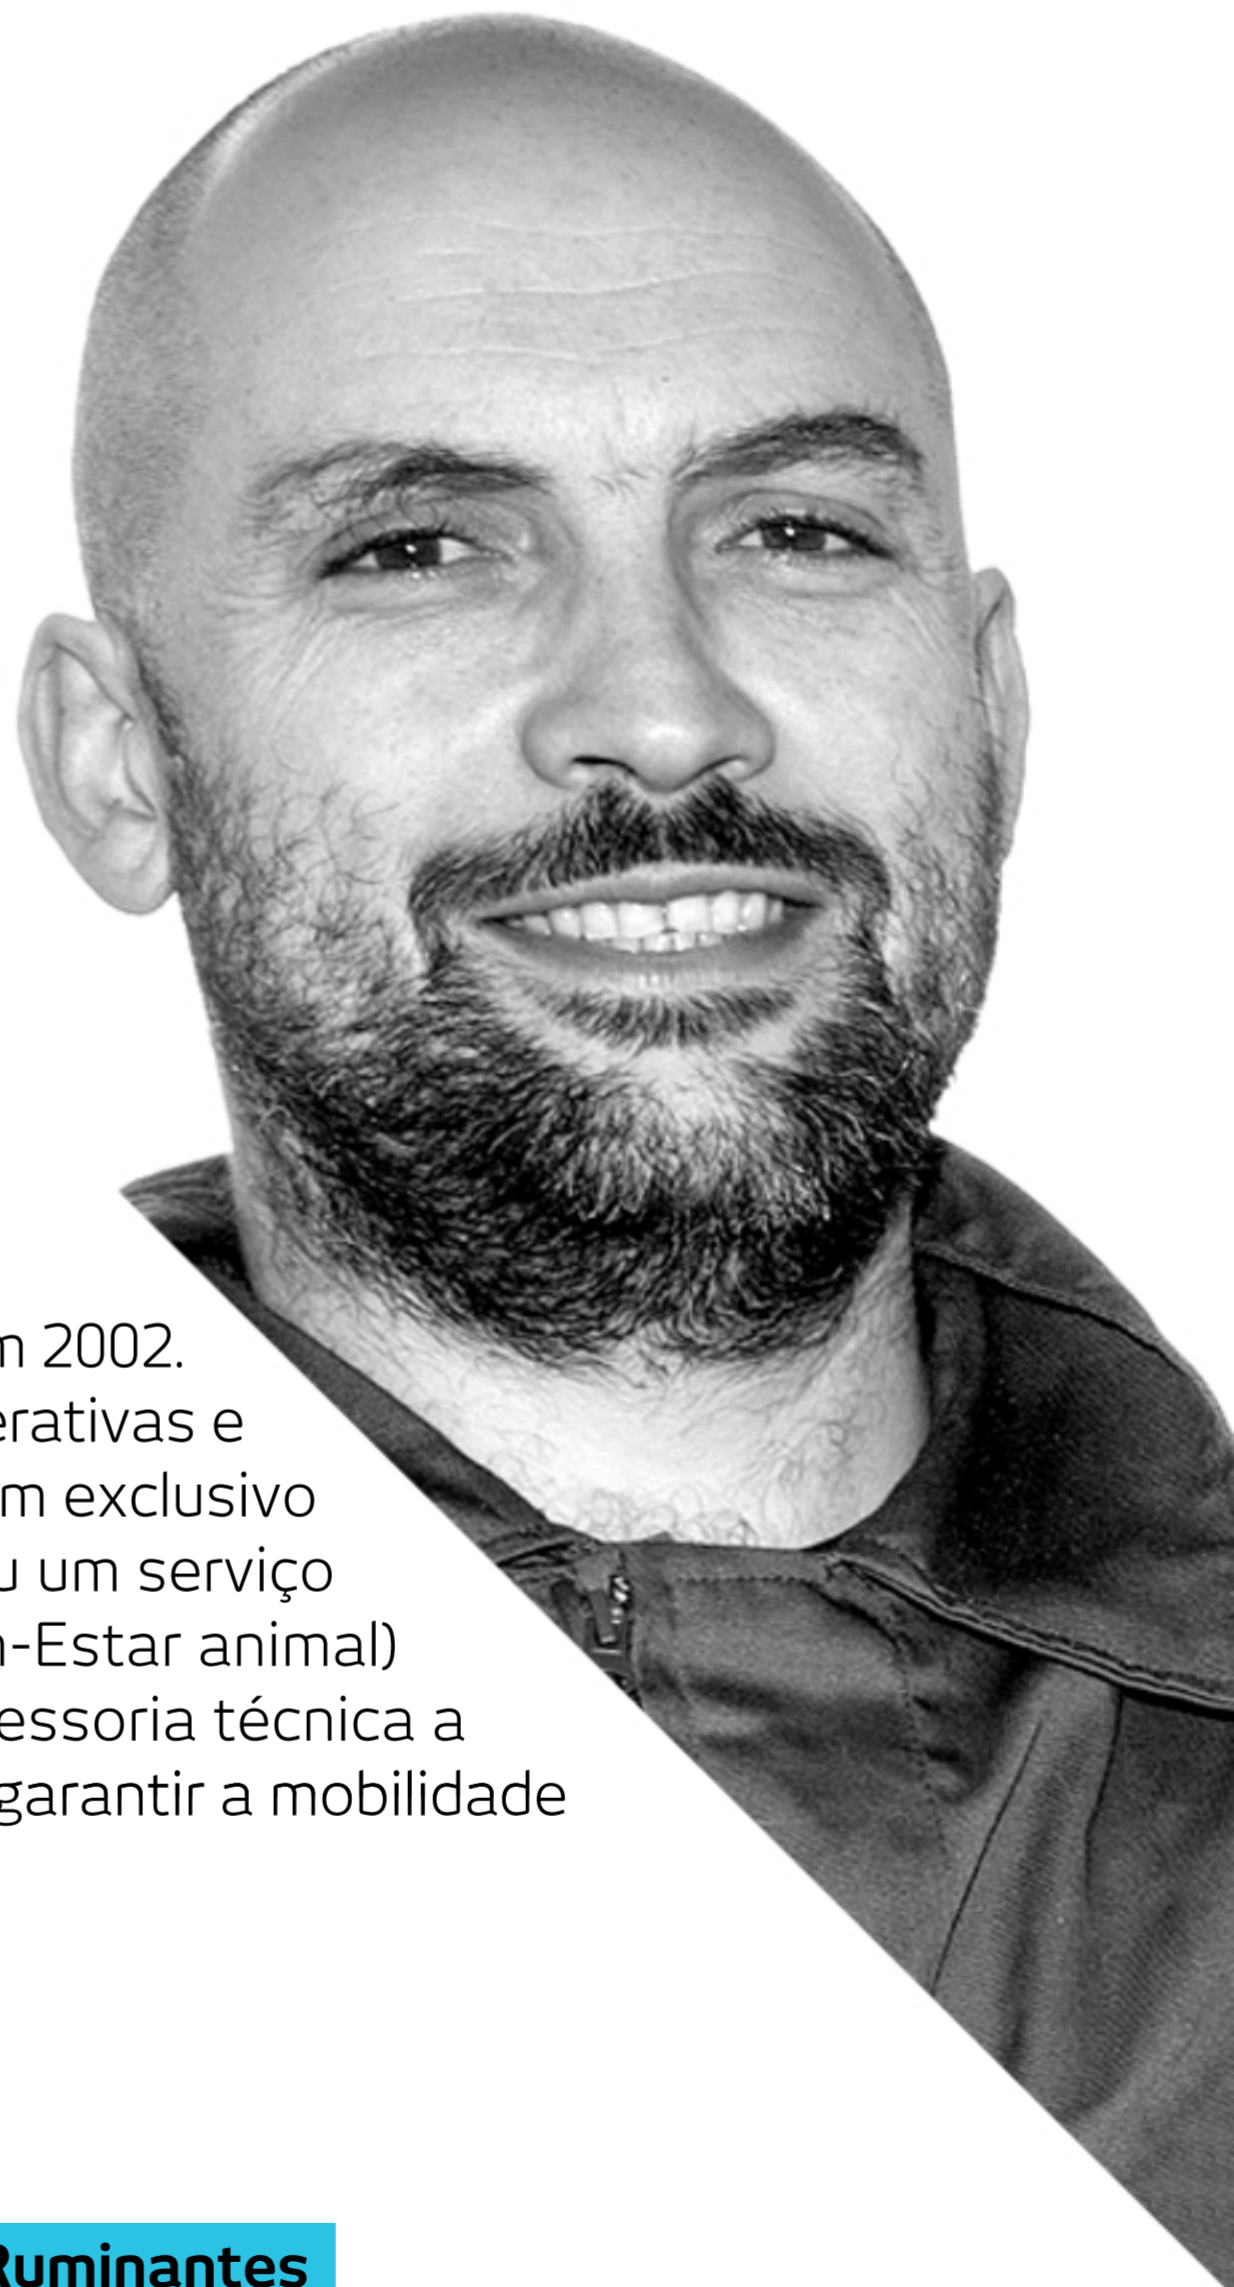 m 2002.
erativas e
m exclusivo
u um serviço
n-Estar animal)
essoria técnica a
garantir a mobilidade
Ruminantes